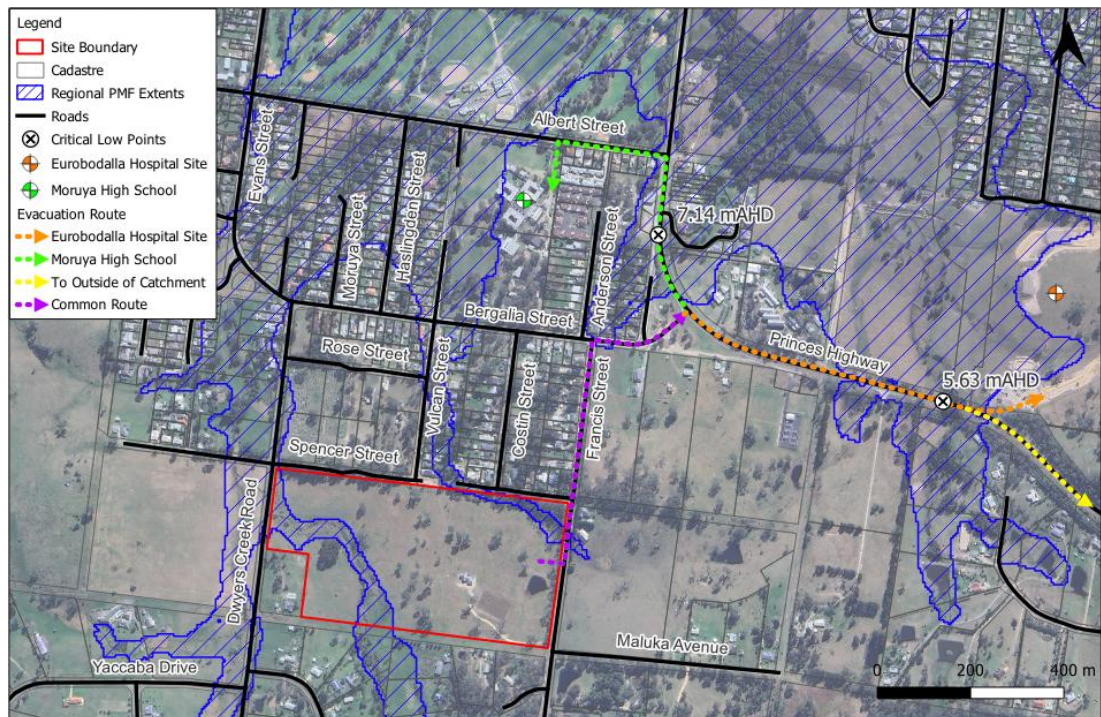 Legend
Site Boundary
Cadastre
Regional PMF Extents
Roads
Critical Low Points
Eurobodalla Hospital Site
Moruya High School
Evacuation Route
Eurobodalla Hospital Site
Moruya High School
To Outside of Catchment
Common Route
Albert Street
Evans Street
Haslingden Street
Moruya Street
Anderson Street
7.14 mAHD
Bergalia Street
Rose Street
Princes Highway
Vulcan Street
Costin Street
Francis Street
5.63 mAHD
Spencer Street
Dwyers Creek Road
Maluka Avenue
Yaccaba Drive
0 200 400 m